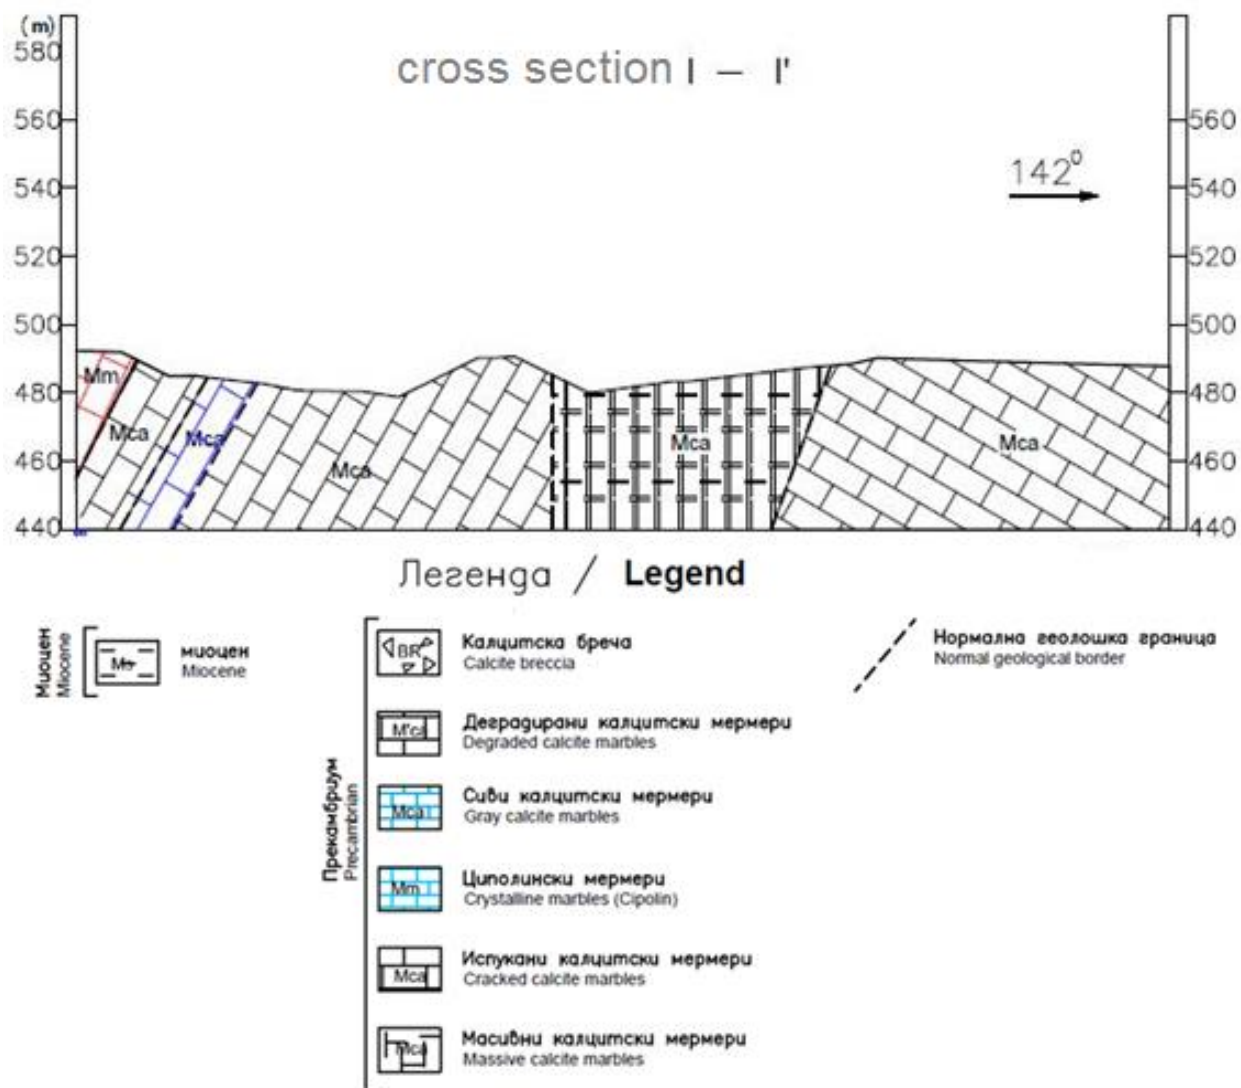 (m)
cross section I – I'
580
560
560
142⁰
540
540
520
520
500
500
Mm
480
480
Mca
Mca
Mca
Mca
Mca
460
460
440
440
Легенда / Legend
Миоцен
Miocene
миоцен
Miocene
Прекамбриум
Precambrian
BR
Калцитска бреча
Calcite breccia
M'ca
Деградирани калцитски мермери
Degraded calcite marbles
Mca
Сиви калцитски мермери
Gray calcite marbles
Mm
Циполински мермери
Crystalline marbles (Cipolin)
Mca
Испукани калцитски мермери
Cracked calcite marbles
Mca
Масивни калцитски мермери
Massive calcite marbles
Нормална геолошка граница
Normal geological border